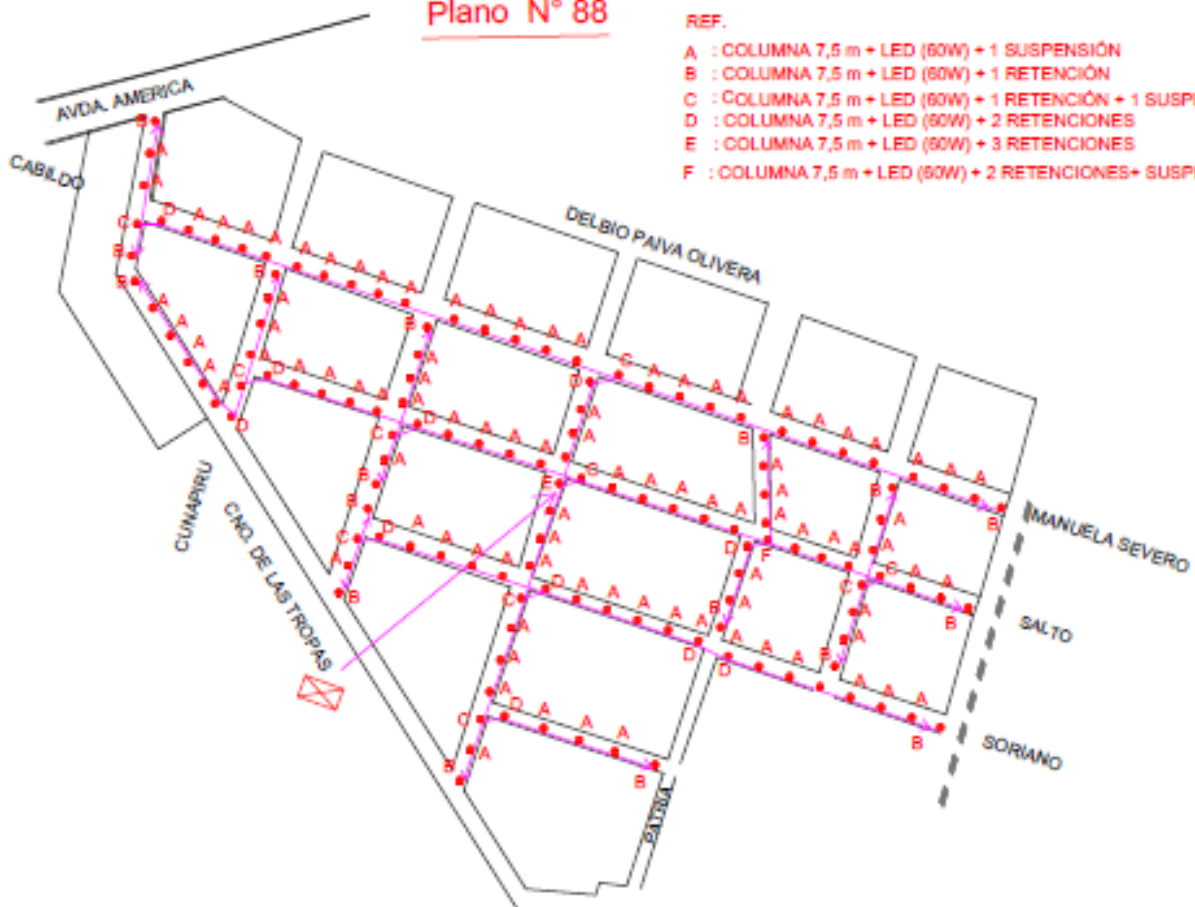 Plano N° 88
REF.
A : COLUMNA 7,5 m + LED (60W) + 1 SUSPENSIÓN
B : COLUMNA 7,5 m + LED (60W) + 1 RETENCIÓN
C : COLUMNA 7,5 m + LED (60W) + 1 RETENCIÓN + 1 SUSPE
D : COLUMNA 7,5 m + LED (60W) + 2 RETENCIONES
E : COLUMNA 7,5 m + LED (60W) + 3 RETENCIONES
F : COLUMNA 7,5 m + LED (60W) + 2 RETENCIONES+ SUSPE
AVDA. AMERICA
CABILDO
DELBIO PAIVA OLIVERA
CUNAPIRU
CNO. DE LAS TROPAS
MANUELA SEVERO
SALTO
SORIANO
PATRIA